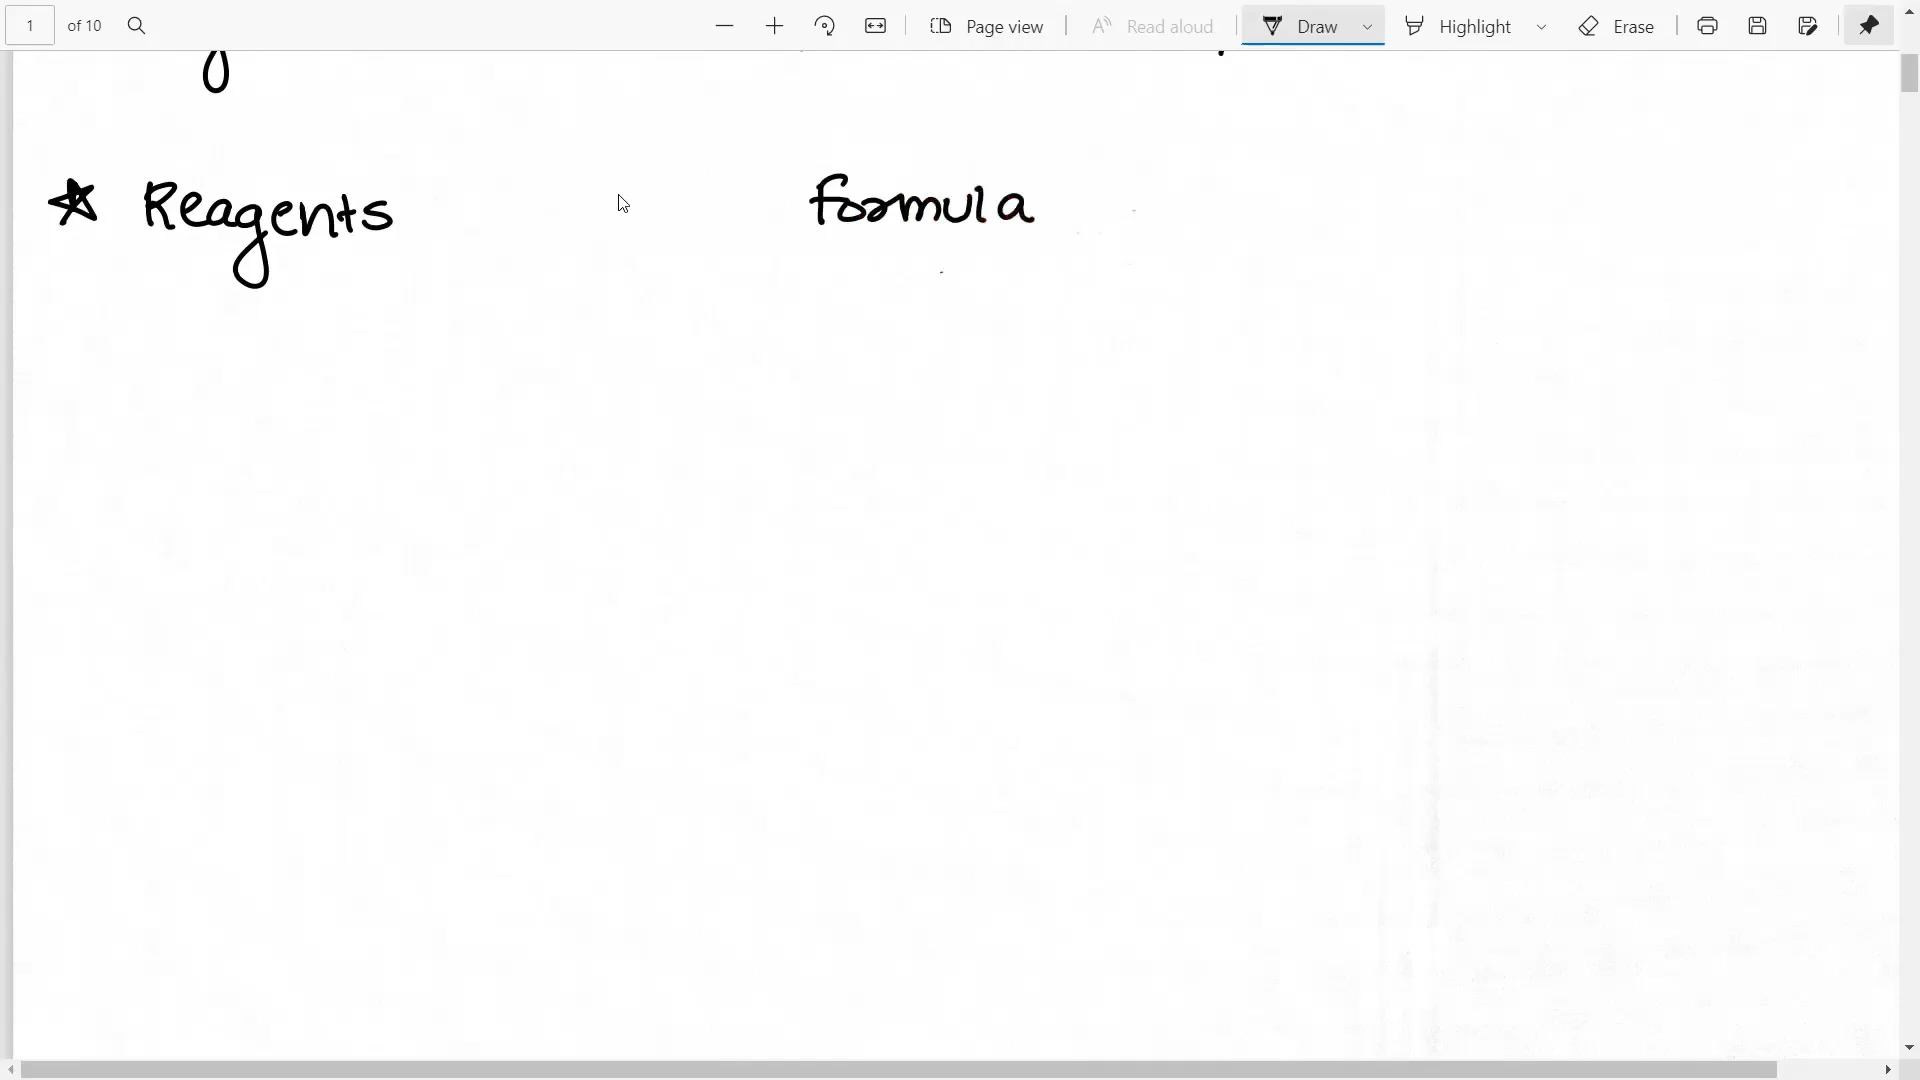 1 of 10 Page view Read aloud Draw Highlight Erase
Reagents formula